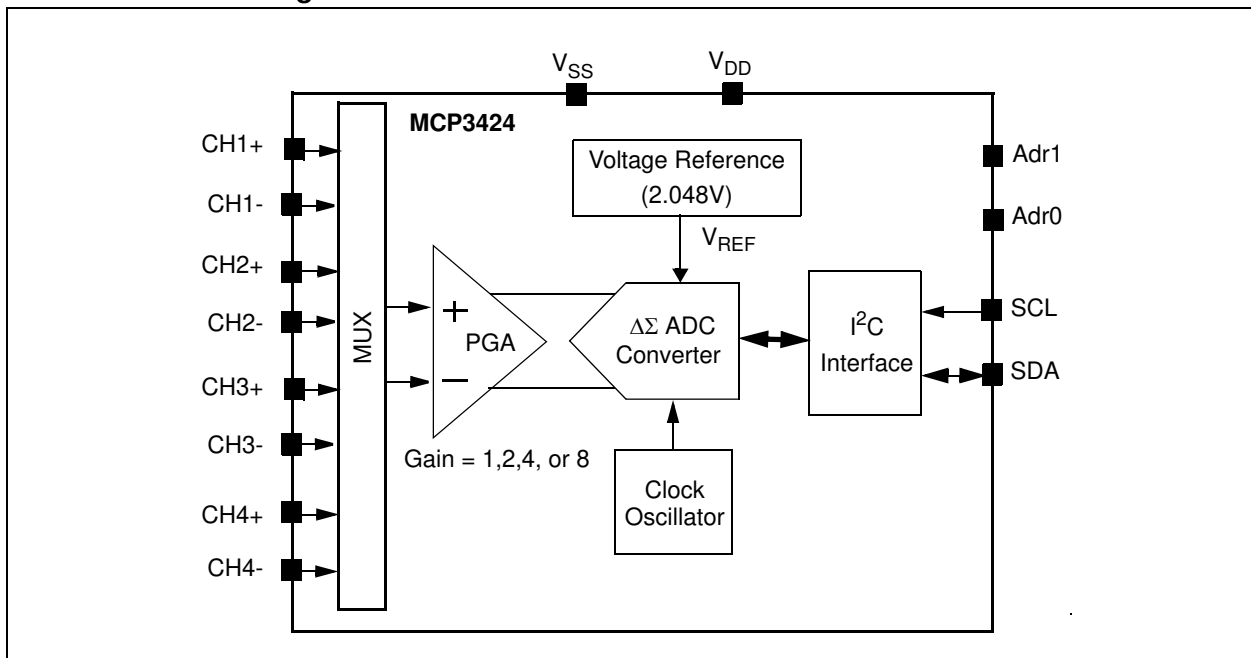 g
V_SS
V_DD
MCP3424
CH1+
CH1-
CH2+
CH2-
CH3+
CH3-
CH4+
CH4-
MUX
+
PGA
−
Gain = 1,2,4, or 8
Voltage Reference
(2.048V)
V_REF
ΔΣ ADC
Converter
Clock
Oscillator
I²C
Interface
Adr1
Adr0
SCL
SDA